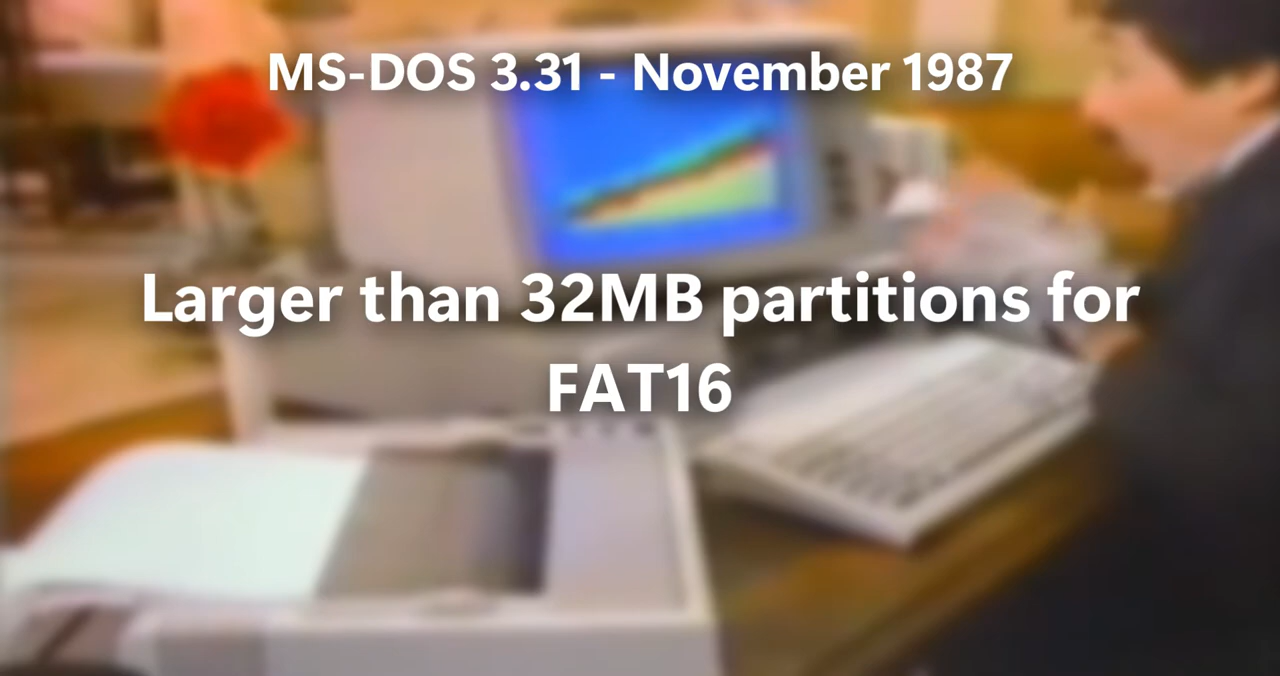 MS-DOS 3.31 - November 1987
Larger than 32MB partitions for
FAT16